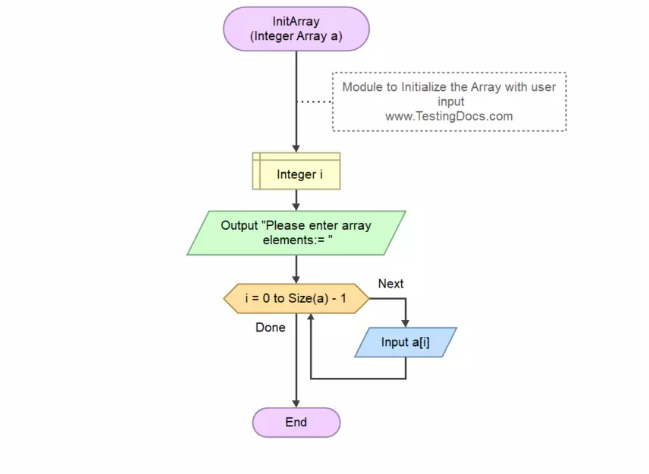 InitArray
(Integer Array a)
Module to Initialize the Array with user
input
www.TestingDocs.com
Integer i
Output "Please enter array
elements:= "
i = 0 to Size(a) - 1
Next
Done
Input a[i]
End